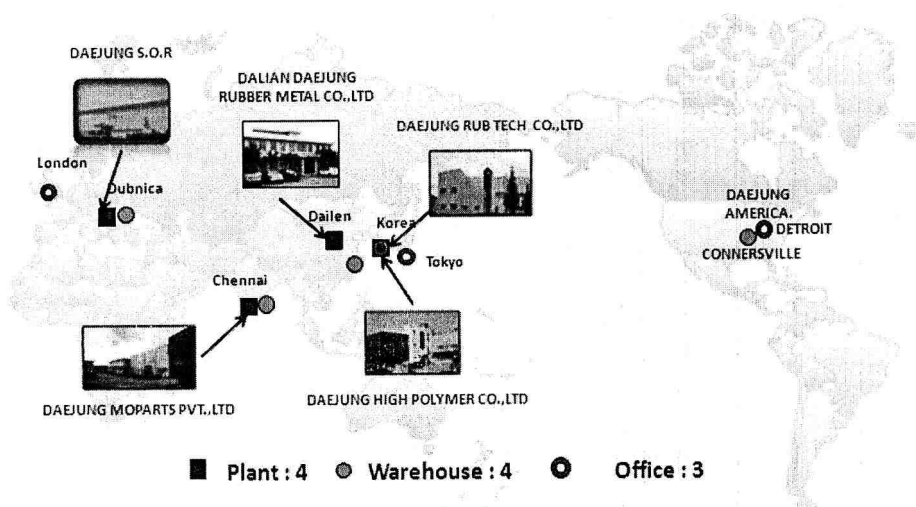 DAEJUNG S.O.R
DALIAN DAEJUNG
RUBBER METAL CO.,LTD
DAEJUNG RUB TECH CO.,LTD
London
Dubnica
Dailen
Korea
Tokyo
DAEJUNG
AMERICA.
DETROIT
CONNERSVILLE
Chennai
DAEJUNG MOPARTS PVT.,LTD
DAEJUNG HIGH POLYMER CO.,LTD
Plant : 4
Warehouse : 4
Office : 3